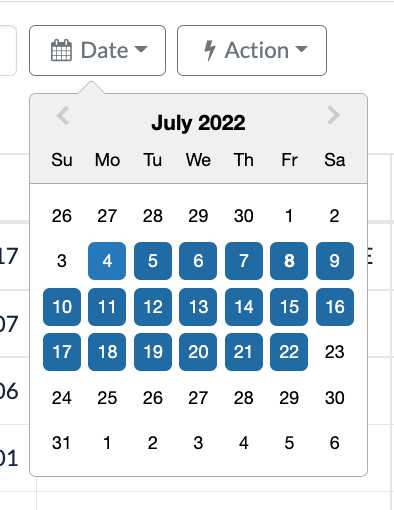 Date Action
July 2022
Su Mo Tu We Th Fr Sa
26 27 28 29 30 1 2
17 3 4 5 6 7 8 9 E
10 11 12 13 14 15 16
07 17 18 19 20 21 22 23
06 24 25 26 27 28 29 30
01 31 1 2 3 4 5 6